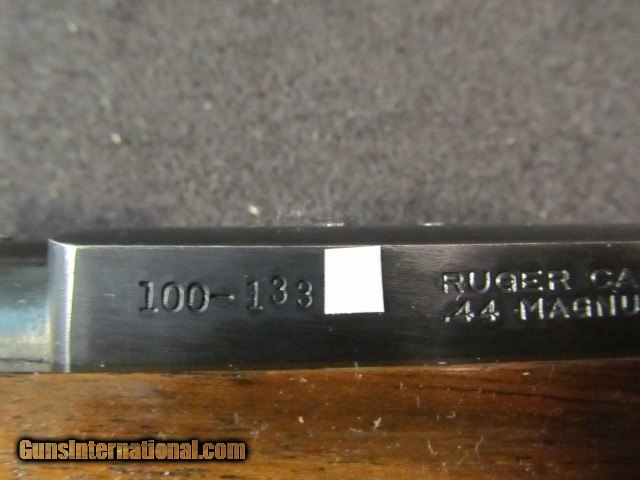 100-133
RUGER CA
.44 MAGNU
GunsInternational.com